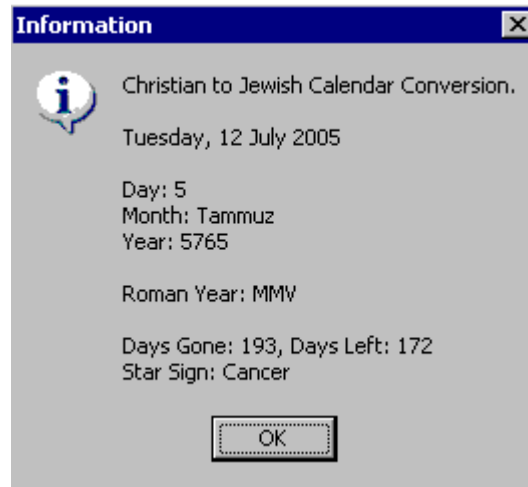 Information
Christian to Jewish Calendar Conversion.
Tuesday, 12 July 2005
Day: 5
Month: Tammuz
Year: 5765
Roman Year: MMV
Days Gone: 193, Days Left: 172
Star Sign: Cancer
OK